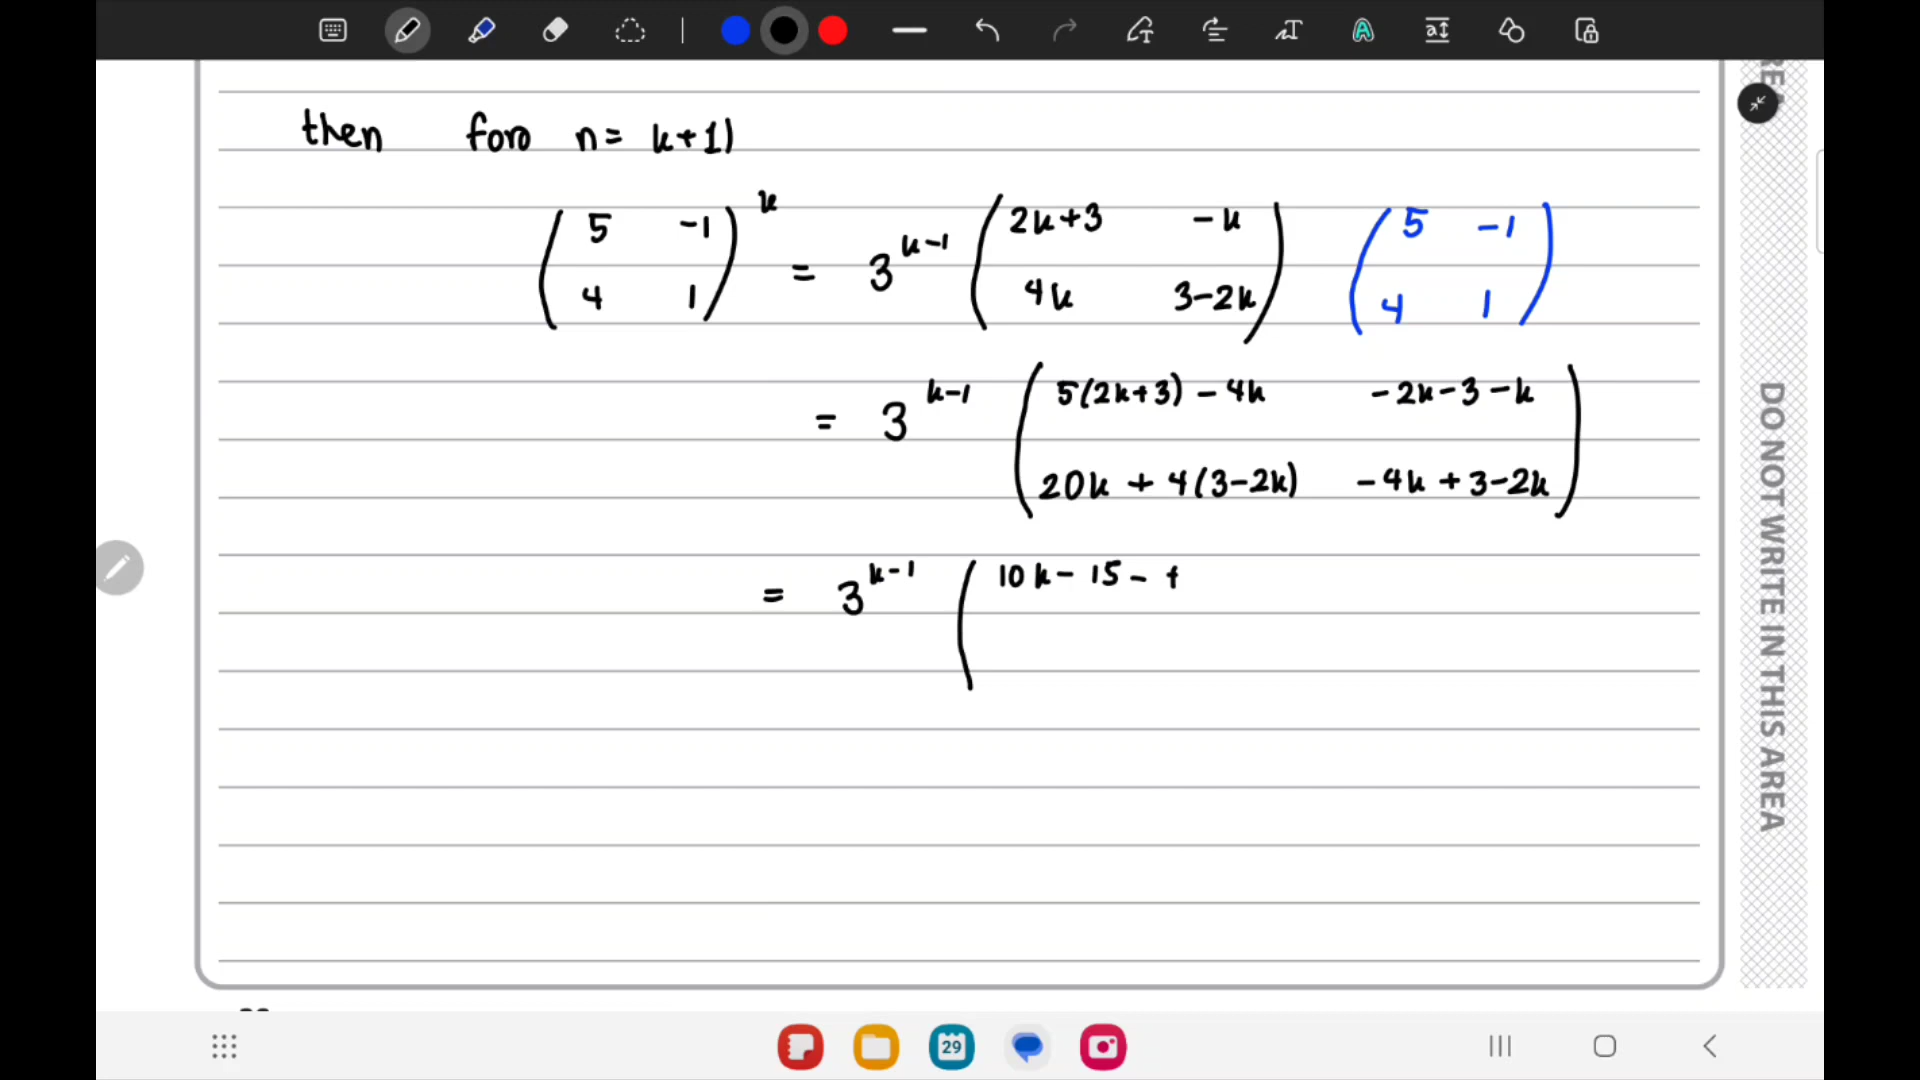 then for n = k+1)
( 5 -1 )^k = 3^(k-1) ( 2k+3 -k ) ( 5 -1 )
( 4 1 ) ( 4k 3-2k ) ( 4 1 )
= 3^(k-1) ( 5(2k+3) - 4k -2k-3-k )
( 20k + 4(3-2k) -4k+3-2k )
= 3^(k-1) ( 10k - 15 -
DO NOT WRITE IN THIS AREA
29